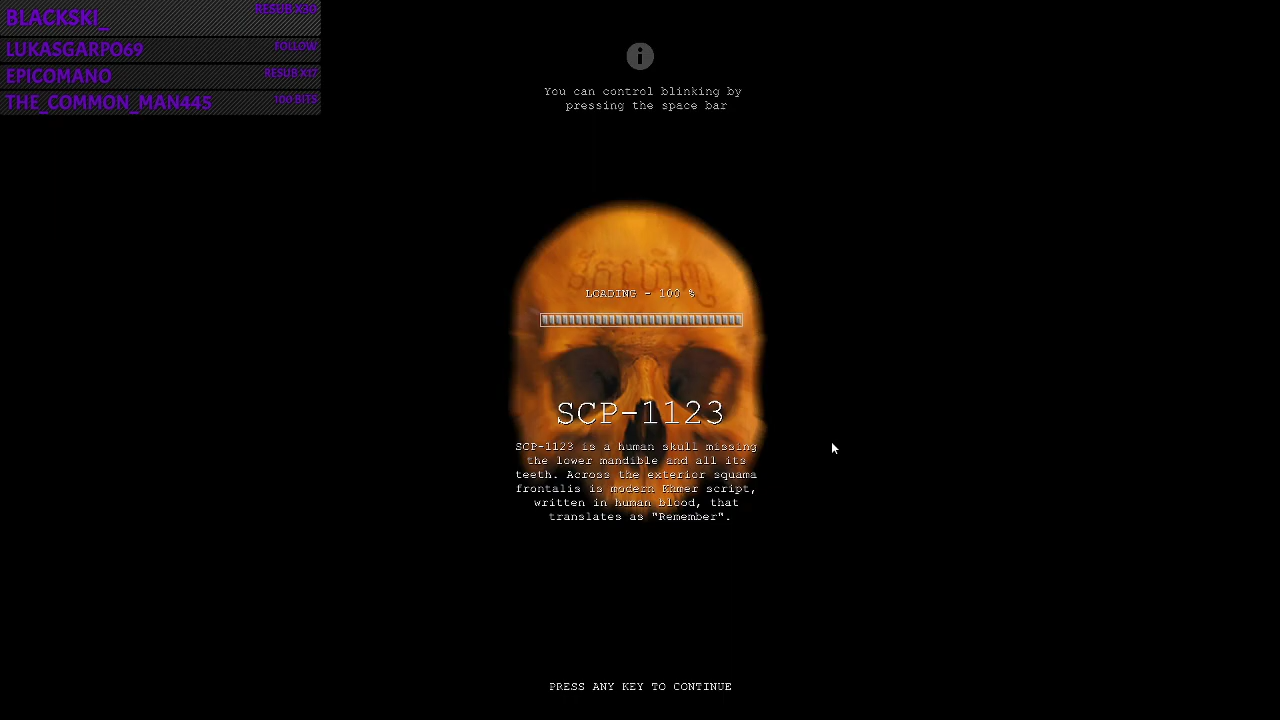 BLACKSKI_ RESUB X30
LUKASGARPO69 FOLLOW
EPICOMANO RESUB X17
THE_COMMON_MAN445 100 BITS
You can control blinking by
pressing the space bar
LOADING - 100 %
SCP-1123
SCP-1123 is a human skull missing
the lower mandible and all its
teeth. Across the exterior squama
frontalis is modern Khmer script,
written in human blood, that
translates as "Remember".
PRESS ANY KEY TO CONTINUE